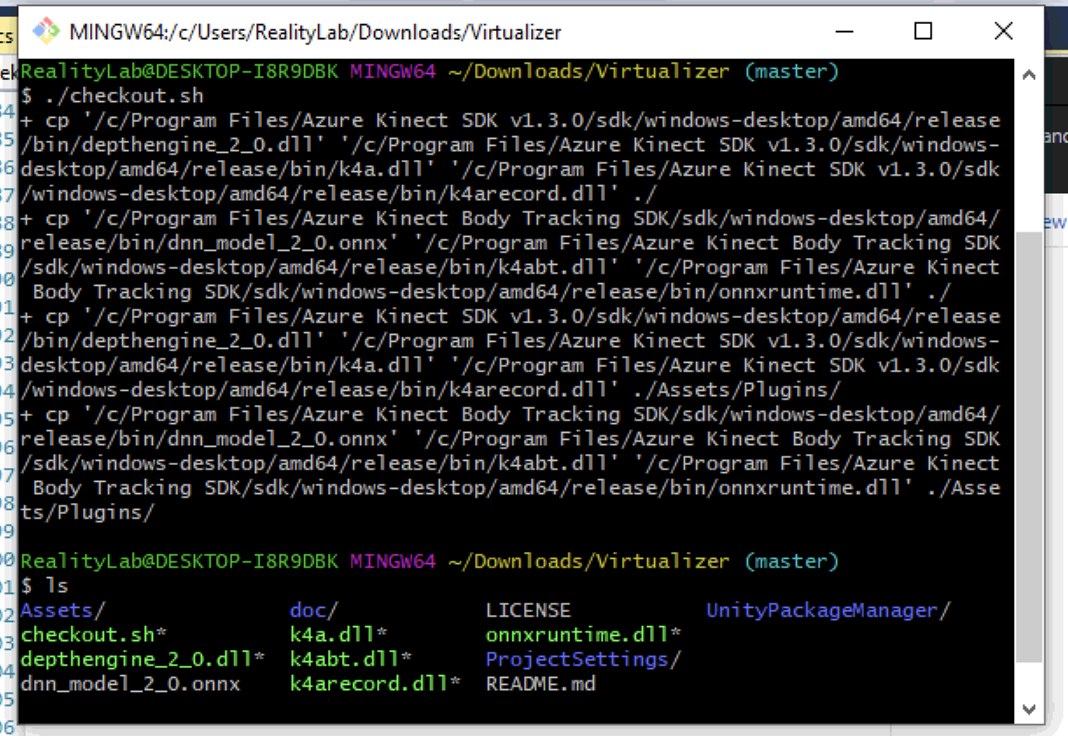 MINGW64:/c/Users/RealityLab/Downloads/Virtualizer
RealityLab@DESKTOP-I8R9DBK MINGW64 ~/Downloads/Virtualizer (master)
$ ./checkout.sh
+ cp '/c/Program Files/Azure Kinect SDK v1.3.0/sdk/windows-desktop/amd64/release
/bin/depthengine_2_0.dll' '/c/Program Files/Azure Kinect SDK v1.3.0/sdk/windows-
desktop/amd64/release/bin/k4a.dll' '/c/Program Files/Azure Kinect SDK v1.3.0/sdk
/windows-desktop/amd64/release/bin/k4arecord.dll' ./
+ cp '/c/Program Files/Azure Kinect Body Tracking SDK/sdk/windows-desktop/amd64/
release/bin/dnn_model_2_0.onnx' '/c/Program Files/Azure Kinect Body Tracking SDK
/sdk/windows-desktop/amd64/release/bin/k4abt.dll' '/c/Program Files/Azure Kinect
 Body Tracking SDK/sdk/windows-desktop/amd64/release/bin/onnxruntime.dll' ./
+ cp '/c/Program Files/Azure Kinect SDK v1.3.0/sdk/windows-desktop/amd64/release
/bin/depthengine_2_0.dll' '/c/Program Files/Azure Kinect SDK v1.3.0/sdk/windows-
desktop/amd64/release/bin/k4a.dll' '/c/Program Files/Azure Kinect SDK v1.3.0/sdk
/windows-desktop/amd64/release/bin/k4arecord.dll' ./Assets/Plugins/
+ cp '/c/Program Files/Azure Kinect Body Tracking SDK/sdk/windows-desktop/amd64/
release/bin/dnn_model_2_0.onnx' '/c/Program Files/Azure Kinect Body Tracking SDK
/sdk/windows-desktop/amd64/release/bin/k4abt.dll' '/c/Program Files/Azure Kinect
 Body Tracking SDK/sdk/windows-desktop/amd64/release/bin/onnxruntime.dll' ./Asse
ts/Plugins/
RealityLab@DESKTOP-I8R9DBK MINGW64 ~/Downloads/Virtualizer (master)
$ ls
Assets/ doc/ LICENSE UnityPackageManager/
checkout.sh* k4a.dll* onnxruntime.dll*
depthengine_2_0.dll* k4abt.dll* ProjectSettings/
dnn_model_2_0.onnx k4arecord.dll* README.md